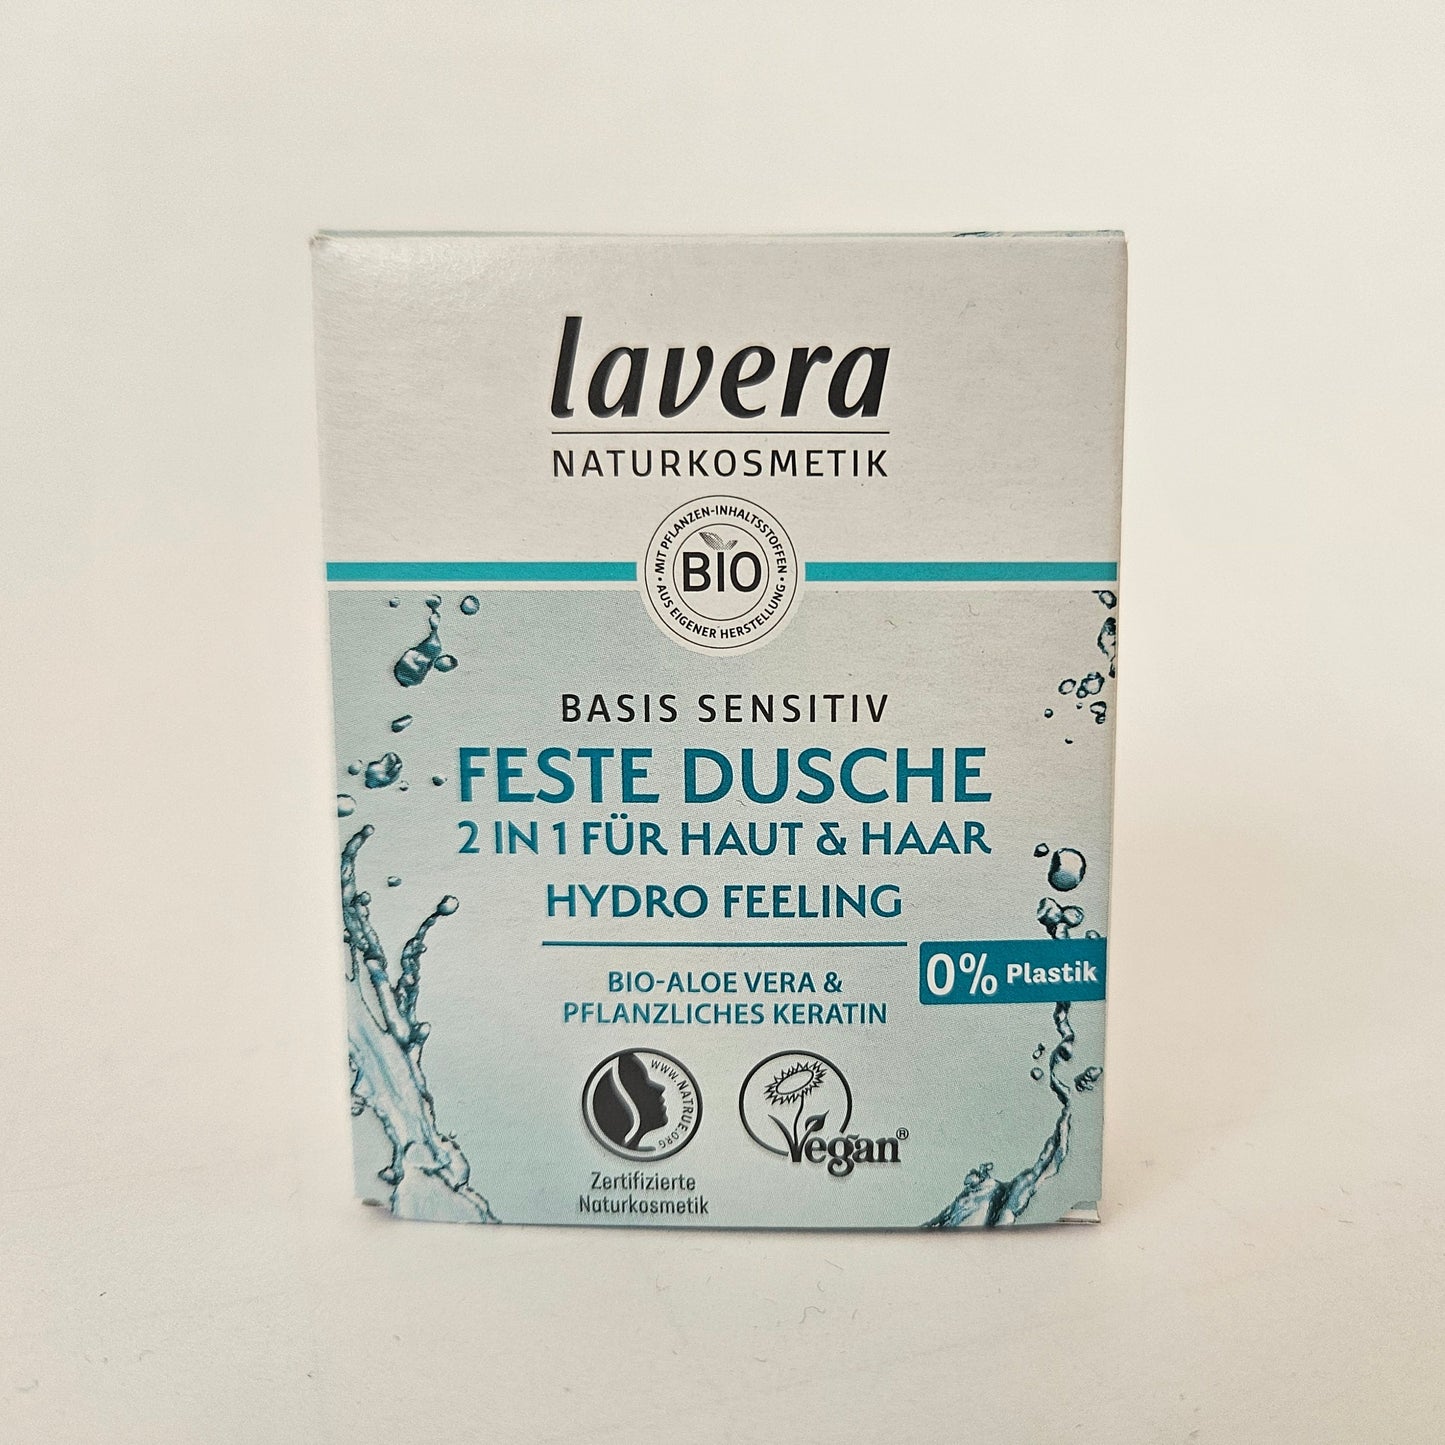 lavera
NATURKOSMETIK
• MIT PFLANZEN-INHALTSSTOFFEN •
BIO
AUS EIGENER HERSTELLUNG
BASIS SENSITIV
FESTE DUSCHE
2 IN 1 FÜR HAUT & HAAR
HYDRO FEELING
0% Plastik
BIO-ALOE VERA &
PFLANZLICHES KERATIN
WWW.NATRUE.ORG
Vegan®
Zertifizierte
Naturkosmetik